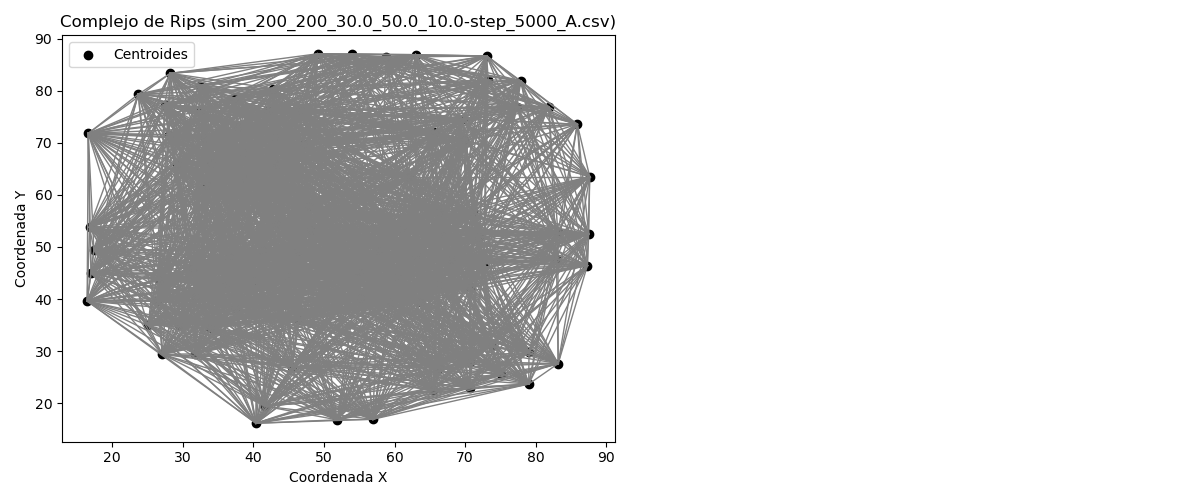 Complejo de Rips (sim_200_200_30.0_50.0_10.0-step_5000_A.csv)
Centroides
90
80
70
60
50
40
30
20
Coordenada Y
20 30 40 50 60 70 80 90
Coordenada X